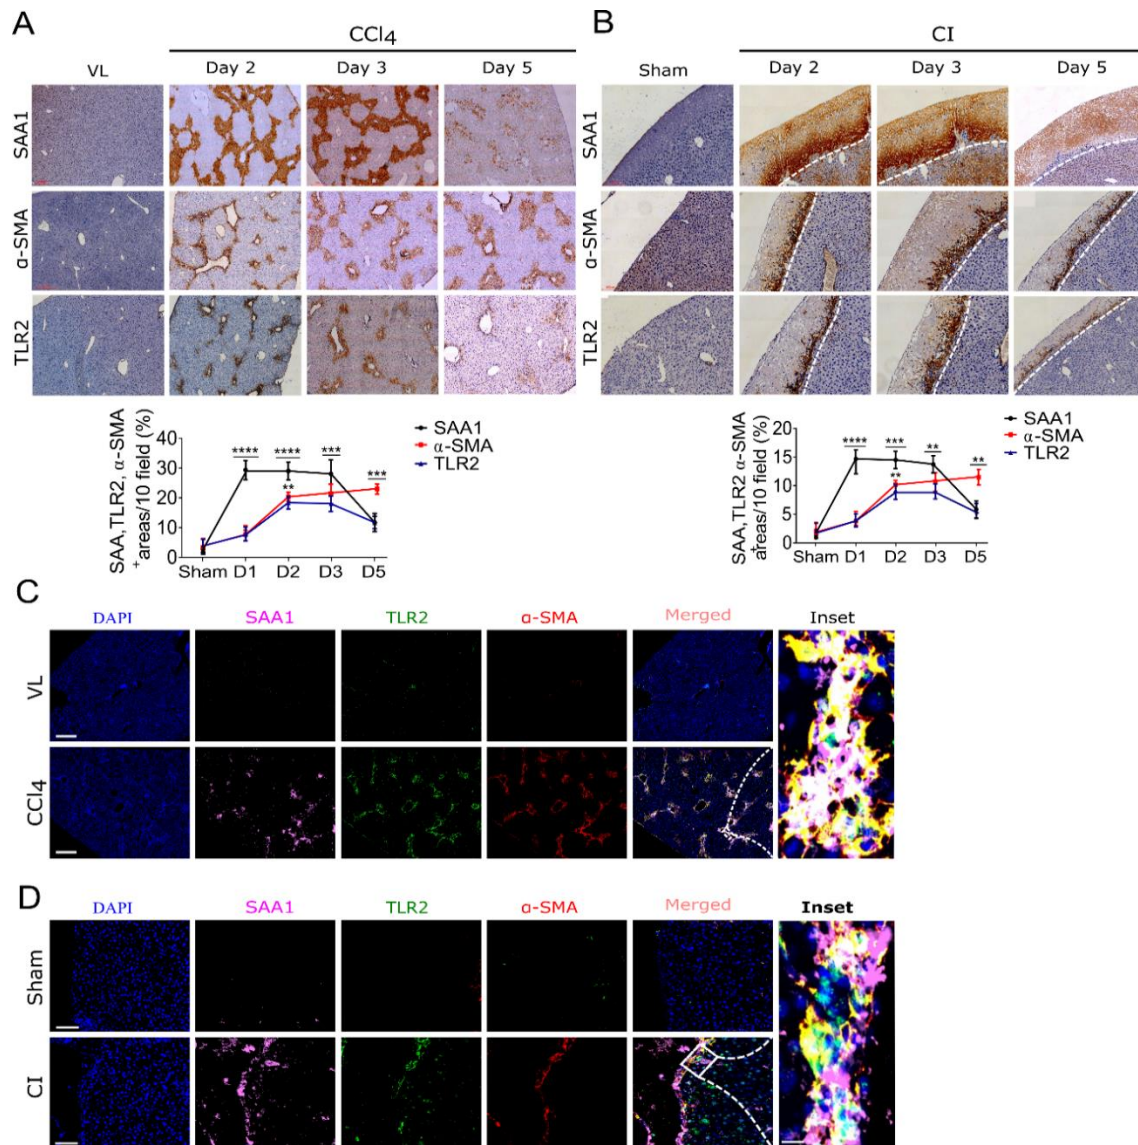 A
CCl4
VL
Day 2
Day 3
Day 5
SAA1
α-SMA
TLR2
SAA,TLR2, α-SMA
+areas/10 field (%)
40
30
20
10
0
**** **** *** ***
**
SAA1
α-SMA
TLR2
Sham D1 D2 D3 D5
B
CI
Sham
Day 2
Day 3
Day 5
SAA1
α-SMA
TLR2
SAA,TLR2 α-SMA
+areas/10 field (%)
20
15
10
5
0
**** *** ** **
**
SAA1
α-SMA
TLR2
Sham D1 D2 D3 D5
C
DAPI SAA1 TLR2 α-SMA Merged Inset
VL
CCl4
D
DAPI SAA1 TLR2 α-SMA Merged Inset
Sham
CI